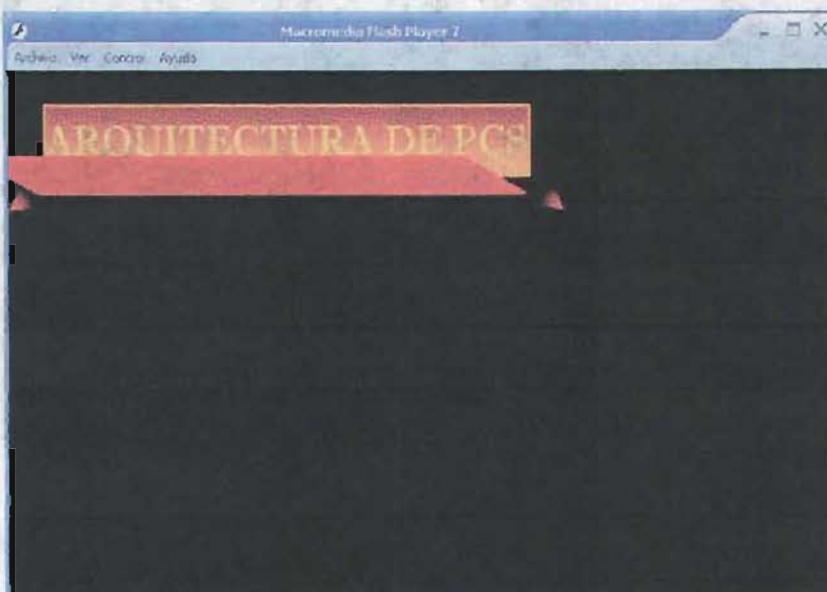 Macromedia Flash Player 7
Archivo Ver Control Ayuda
ARQUITECTURA DE PCS